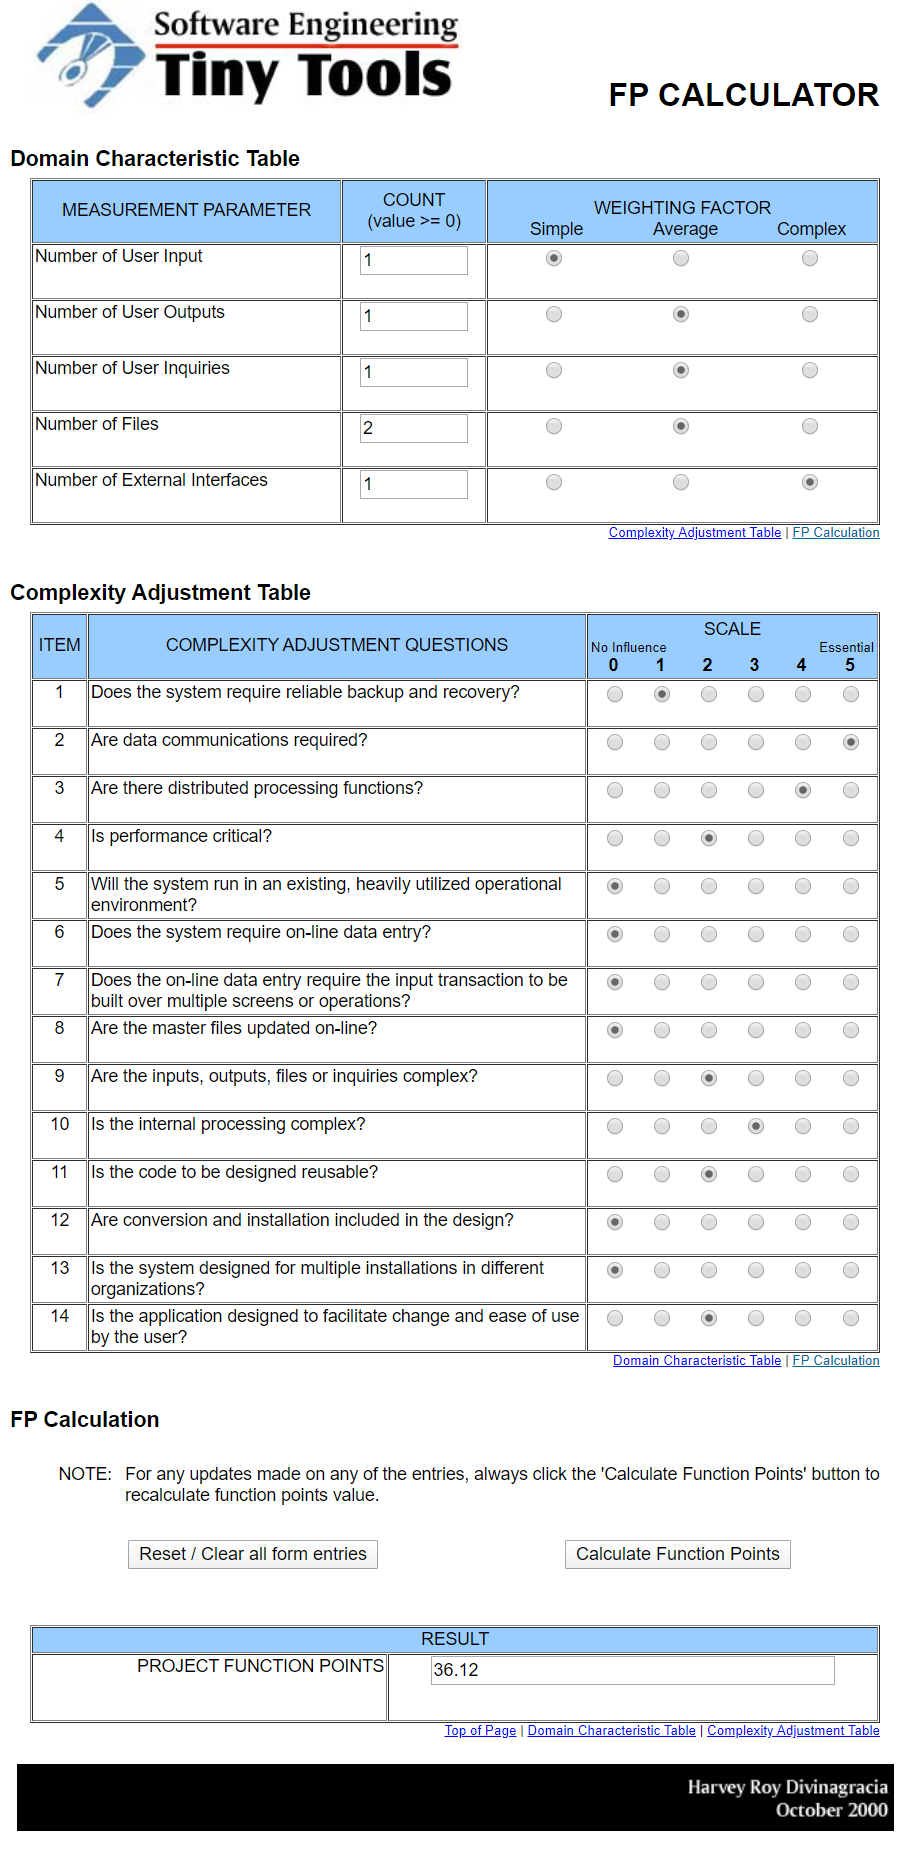 Software Engineering
Tiny Tools
FP CALCULATOR
Domain Characteristic Table
MEASUREMENT PARAMETER
COUNT
(value >= 0)
WEIGHTING FACTOR
Simple Average Complex
Number of User Input 1
Number of User Outputs 1
Number of User Inquiries 1
Number of Files 2
Number of External Interfaces 1
Complexity Adjustment Table | FP Calculation
Complexity Adjustment Table
ITEM
COMPLEXITY ADJUSTMENT QUESTIONS
SCALE
No Influence Essential
0 1 2 3 4 5
1 Does the system require reliable backup and recovery?
2 Are data communications required?
3 Are there distributed processing functions?
4 Is performance critical?
5 Will the system run in an existing, heavily utilized operational
environment?
6 Does the system require on-line data entry?
7 Does the on-line data entry require the input transaction to be
built over multiple screens or operations?
8 Are the master files updated on-line?
9 Are the inputs, outputs, files or inquiries complex?
10 Is the internal processing complex?
11 Is the code to be designed reusable?
12 Are conversion and installation included in the design?
13 Is the system designed for multiple installations in different
organizations?
14 Is the application designed to facilitate change and ease of use
by the user?
Domain Characteristic Table | FP Calculation
FP Calculation
NOTE: For any updates made on any of the entries, always click the 'Calculate Function Points' button to
recalculate function points value.
Reset / Clear all form entries Calculate Function Points
RESULT
PROJECT FUNCTION POINTS 36.12
Top of Page | Domain Characteristic Table | Complexity Adjustment Table
Harvey Roy Divinagracia
October 2000